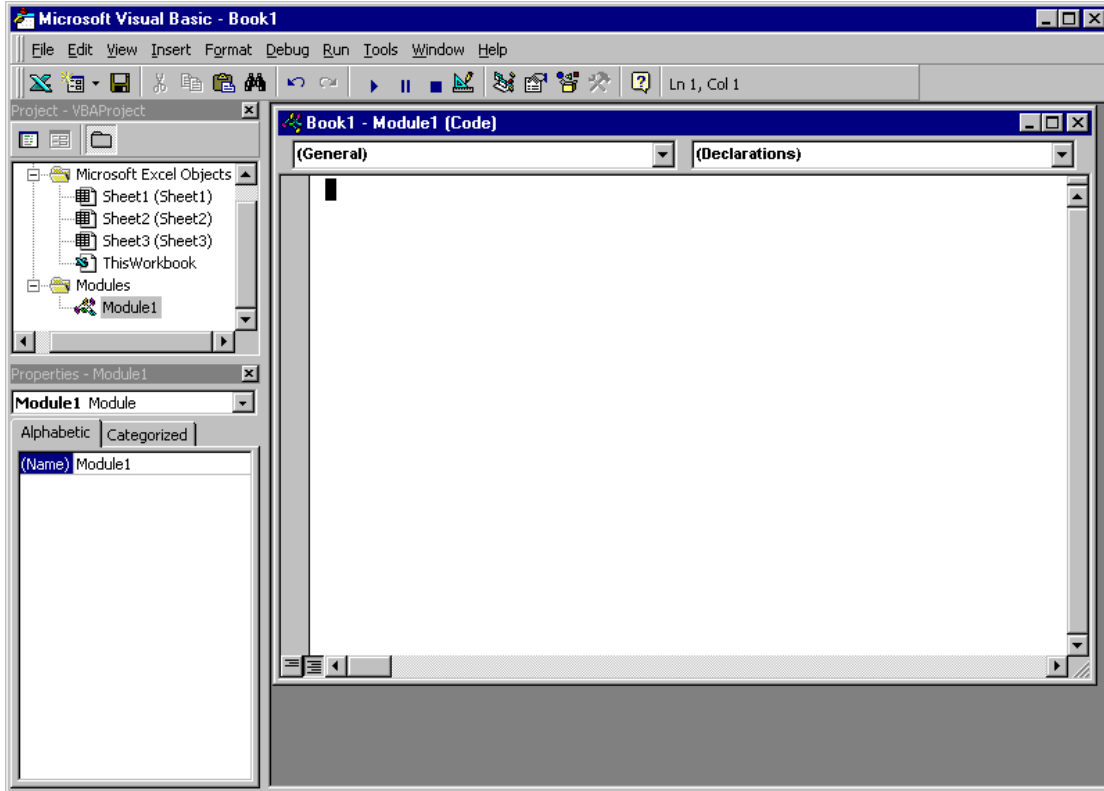 Microsoft Visual Basic - Book1
File Edit View Insert Format Debug Run Tools Window Help
Ln 1, Col 1
Project - VBAProject
Microsoft Excel Objects
Sheet1 (Sheet1)
Sheet2 (Sheet2)
Sheet3 (Sheet3)
ThisWorkbook
Modules
Module1
Properties - Module1
Module1 Module
Alphabetic Categorized
(Name) Module1
Book1 - Module1 (Code)
(General) (Declarations)